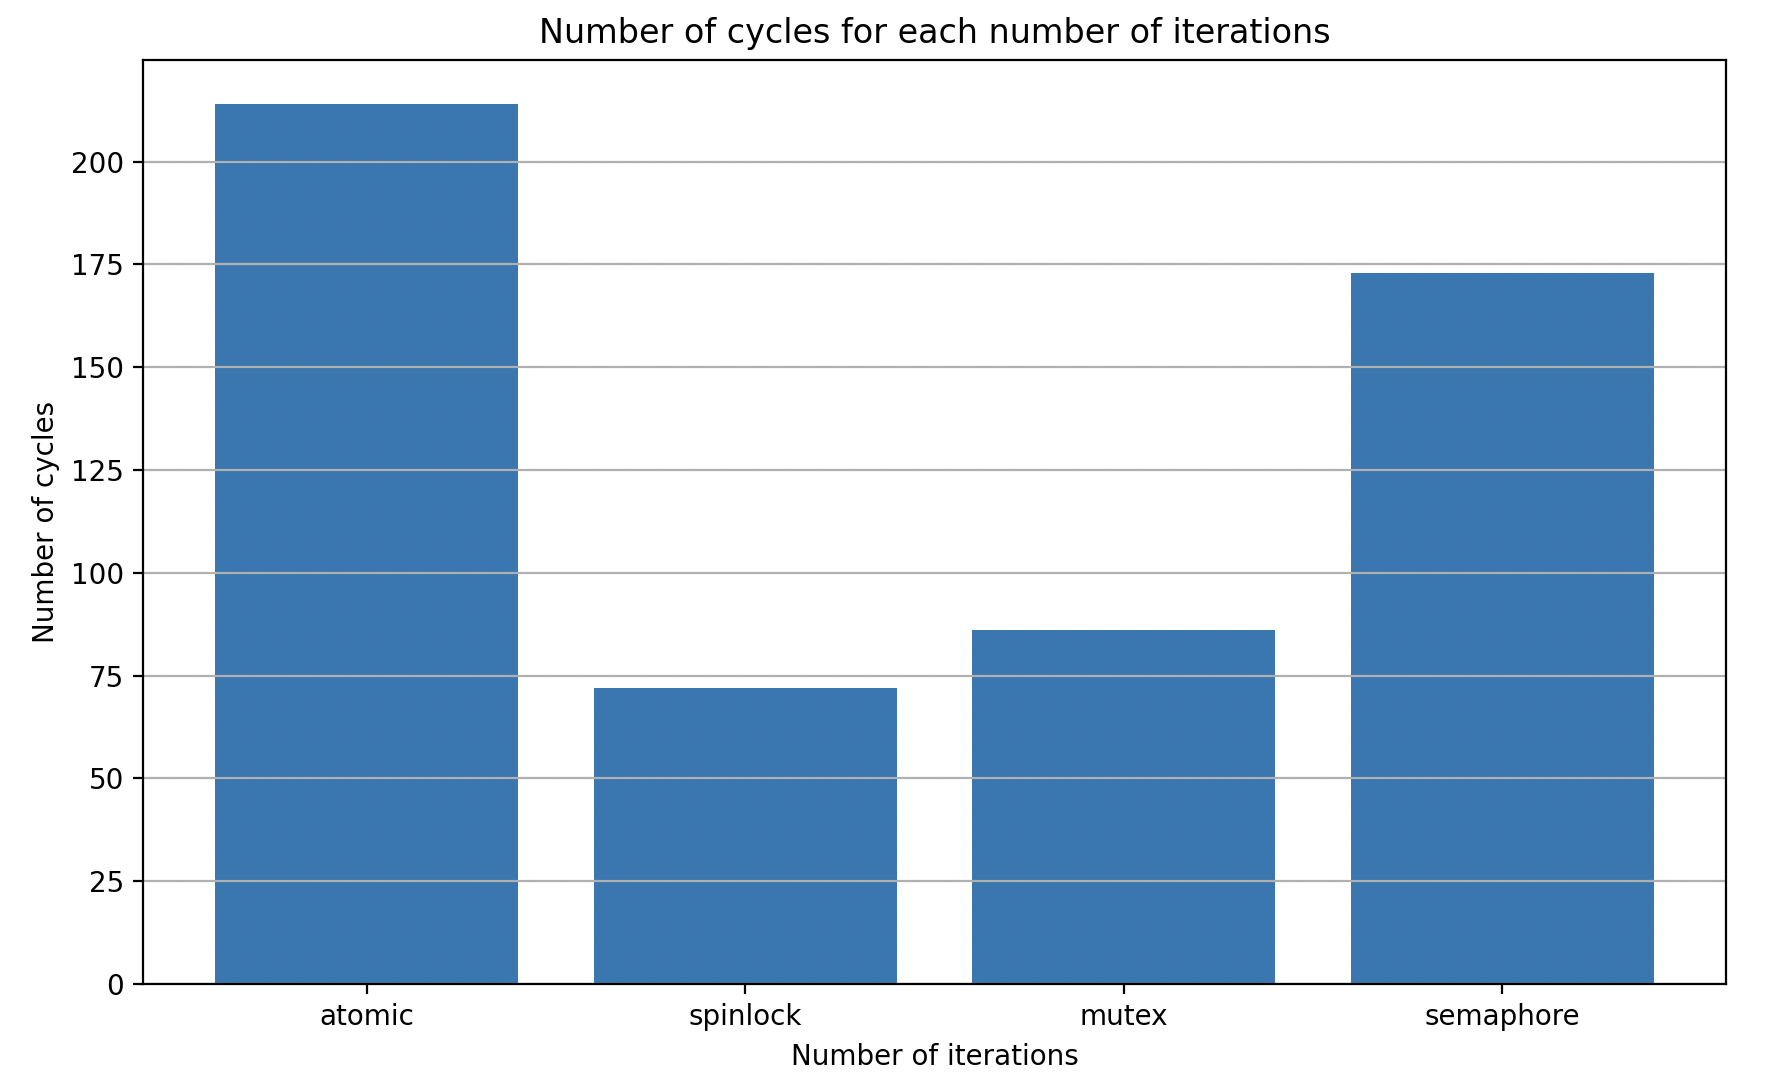 Number of cycles for each number of iterations
Number of cycles
200
175
150
125
100
75
50
25
0
atomic
spinlock
mutex
semaphore
Number of iterations